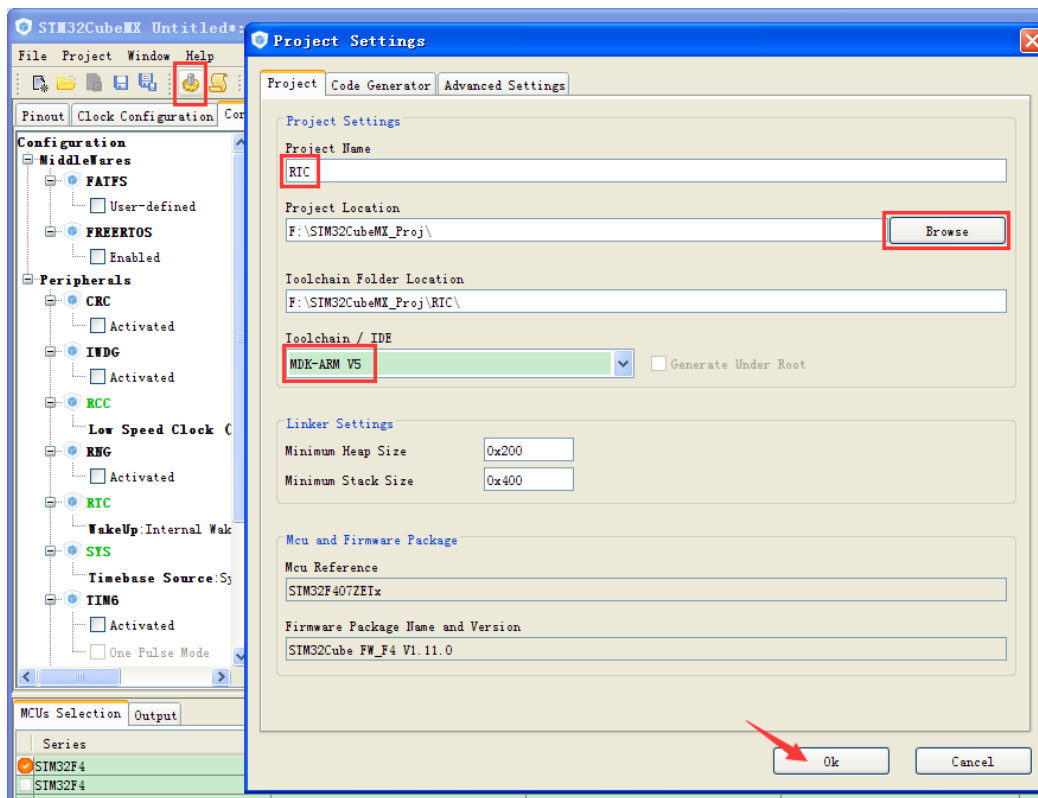 STM32CubeMX Untitled*:
File Project Window Help
Pinout Clock Configuration Con
Configuration
MiddleWares
FATFS
User-defined
FREERTOS
Enabled
Peripherals
CRC
Activated
IWDG
Activated
RCC
Low Speed Clock (
RNG
Activated
RTC
WakeUp:Internal Wak
SYS
Timebase Source:Sy
TIM6
Activated
One Pulse Mode
MCUs Selection Output
Series
STM32F4
STM32F4
Project Settings
Project Code Generator Advanced Settings
Project Settings
Project Name
RTC
Project Location
F:\STM32CubeMX_Proj\ Browse
Toolchain Folder Location
F:\STM32CubeMX_Proj\RTC\
Toolchain / IDE
MDK-ARM V5 Generate Under Root
Linker Settings
Minimum Heap Size 0x200
Minimum Stack Size 0x400
Mcu and Firmware Package
Mcu Reference
STM32F407ZETx
Firmware Package Name and Version
STM32Cube FW_F4 V1.11.0
Ok Cancel